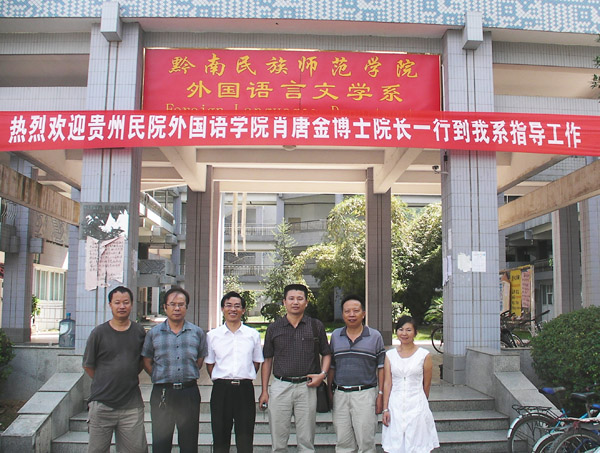 黔南民族师范学院
外国语言文学系
Foreign Languages
热烈欢迎贵州民院外国语学院肖唐金博士院长一行到我系指导工作